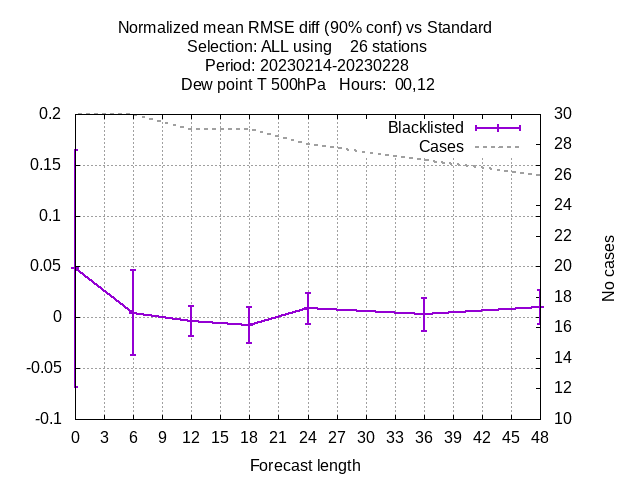 Normalized mean RMSE diff (90% conf) vs Standard
Selection: ALL using    26 stations
Period: 20230214-20230228
Dew point T 500hPa   Hours:  00,12
Blacklisted
Cases
0.2
0.15
0.1
0.05
0
-0.05
-0.1
30
28
26
24
22
20
18
16
14
12
10
No cases
0 3 6 9 12 15 18 21 24 27 30 33 36 39 42 45 48
Forecast length